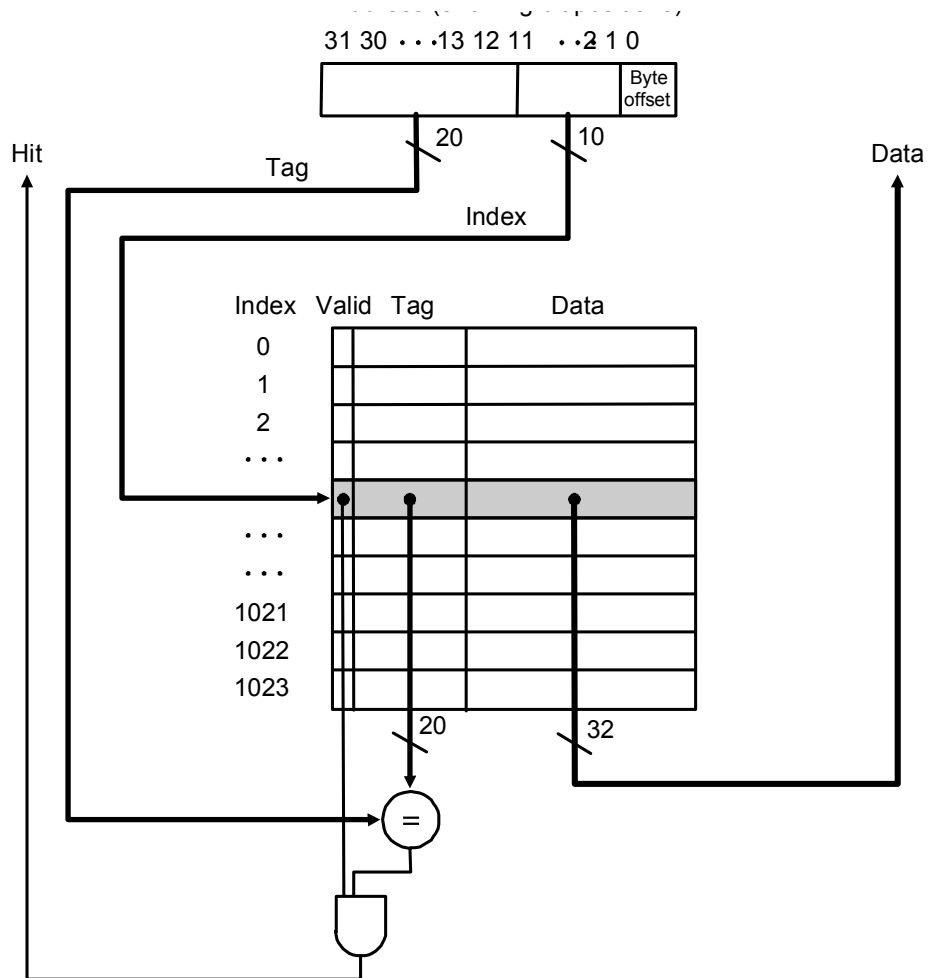 31 30 · · ·13 12 11 · ·2 1 0
Byte
offset
20
10
Hit
Data
Tag
Index
Index Valid Tag Data
0
1
2
· · ·
· · ·
· · ·
1021
1022
1023
20
32
=